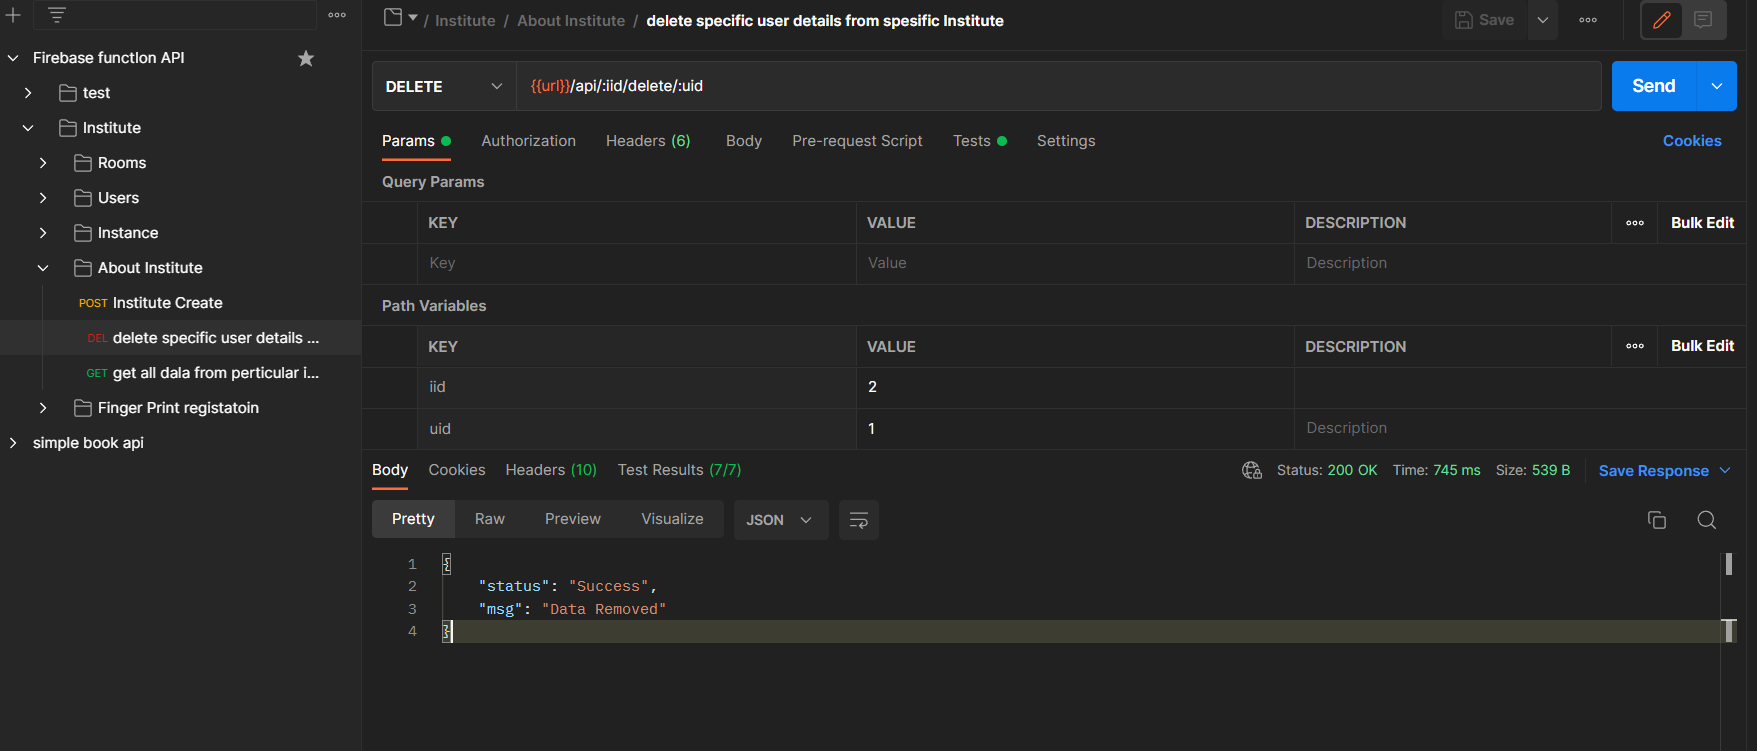 Firebase function API
test
Institute
Rooms
Users
Instance
About Institute
POST Institute Create
DEL delete specific user details ...
GET get all dala from perticular i...
Finger Print registatoin
simple book api
/ Institute / About Institute / delete specific user details from spesific Institute
Save
DELETE {{url}}/api/:iid/delete/:uid Send
Params Authorization Headers (6) Body Pre-request Script Tests Settings Cookies
Query Params
KEY VALUE DESCRIPTION Bulk Edit
Key Value Description
Path Variables
KEY VALUE DESCRIPTION Bulk Edit
iid 2
uid 1 Description
Body Cookies Headers (10) Test Results (7/7) Status: 200 OK Time: 745 ms Size: 539 B Save Response
Pretty Raw Preview Visualize JSON
1 {
2 "status": "Success",
3 "msg": "Data Removed"
4 }